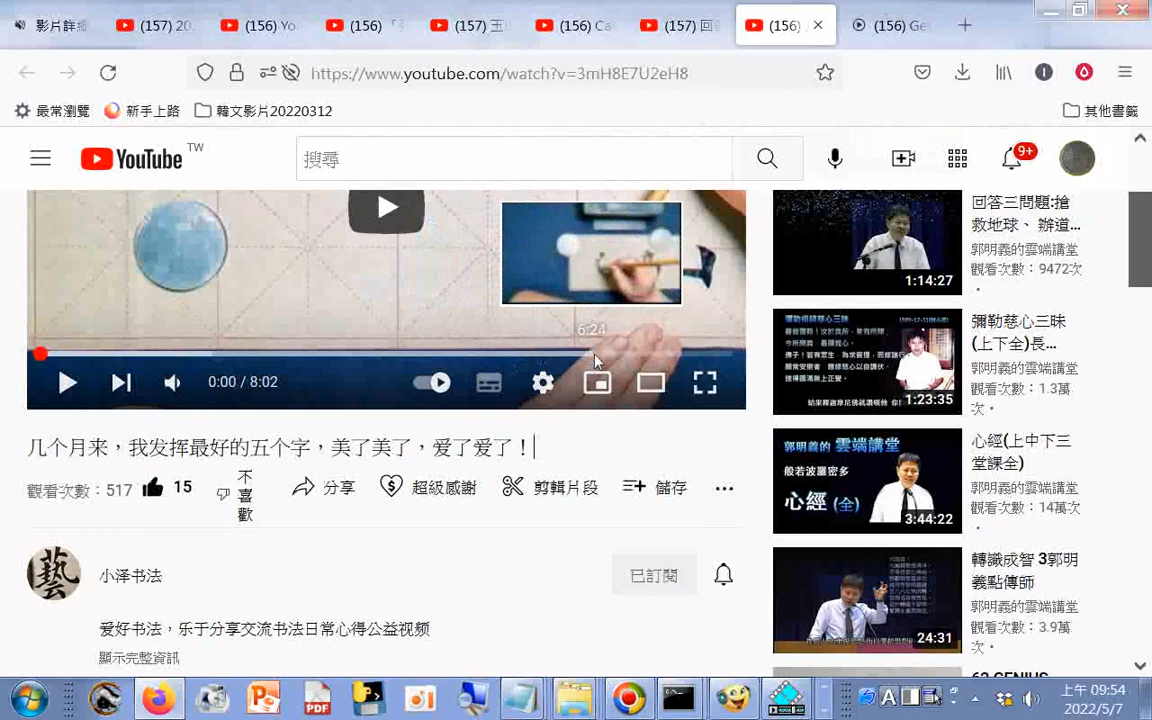 影片詳細
(157) 20
(156) Yo
(156) 「氵
(157) 玉
(156) Ca
(157) 回
(156)
(156) Ge
https://www.youtube.com/watch?v=3mH8E7U2eH8
最常瀏覽
新手上路
韓文影片20220312
其他書籤
YouTube TW
搜尋
9+
6:24
0:00 / 8:02
几个月来，我发挥最好的五个字，美了美了，爱了爱了！
觀看次數：517
15
不喜歡
分享
超級感謝
剪輯片段
儲存
小泽书法
已訂閱
爱好书法，乐于分享交流书法日常心得公益视频
顯示完整資訊
1:14:27
回答三問題:搶
救地球、 辦道...
郭明義的雲端講堂
觀看次數：9472次
彌勒慈心三昧
1:23:35
彌勒慈心三昧
(上下全)長...
郭明義的雲端講堂
觀看次數：1.3萬
次・
郭明義的 雲端講堂
般若波羅密多
心經 (全)
3:44:22
心經(上中下三
堂課全)
郭明義的雲端講堂
觀看次數：14萬次
24:31
轉識成智 3郭明
義點傳師
郭明義的雲端講堂
觀看次數：3.9萬
次・
62 GENIUS
上午 09:54
2022/5/7